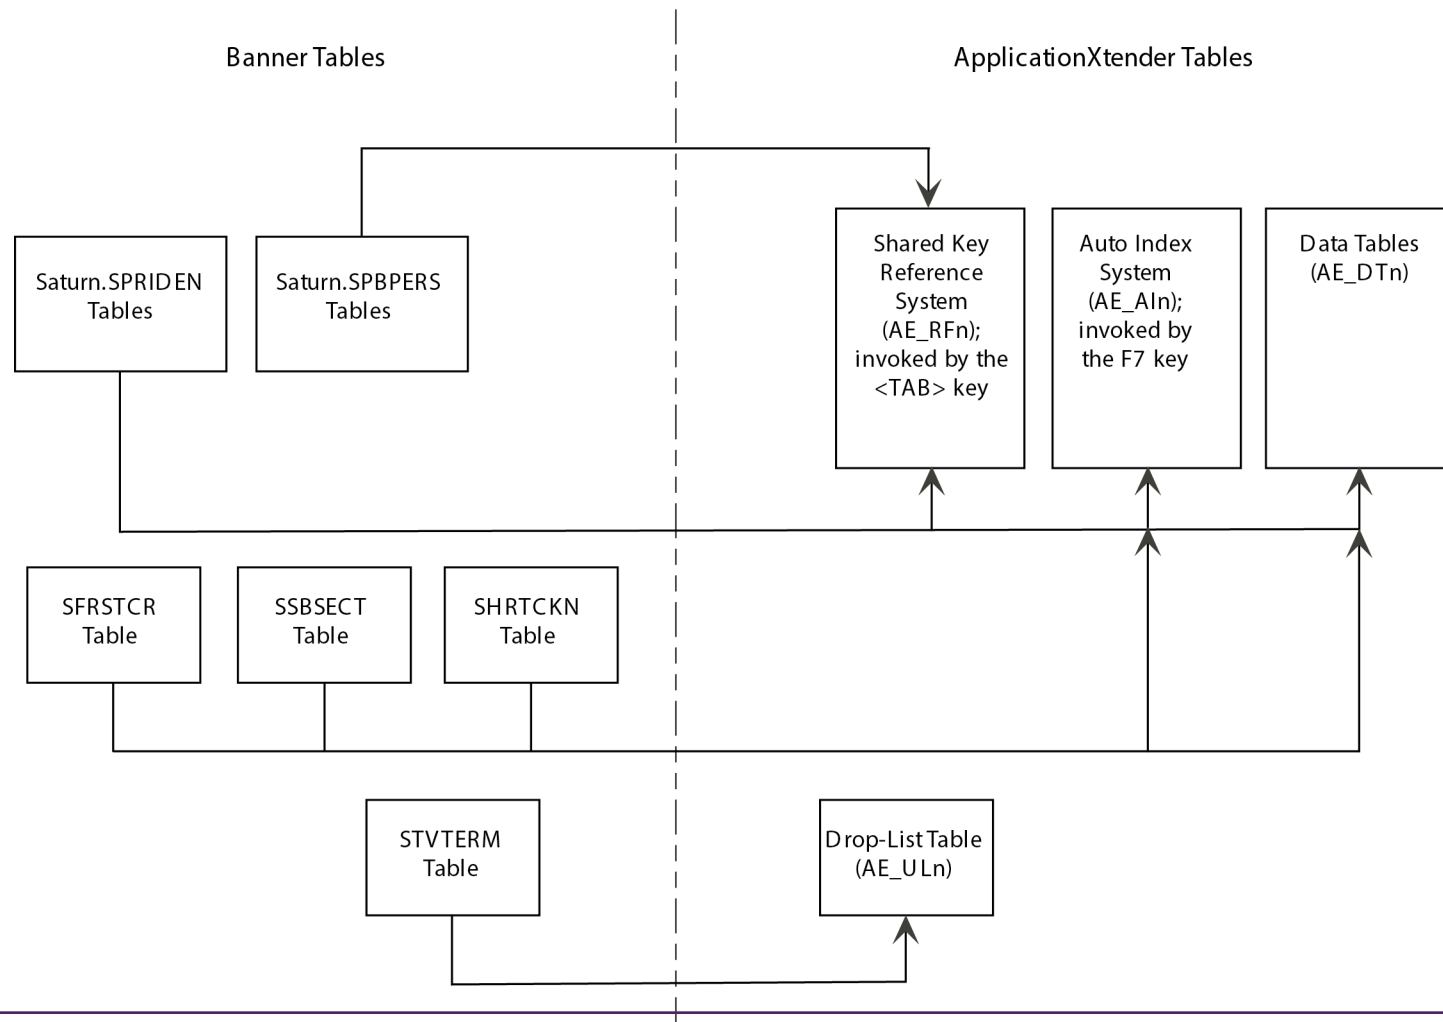 Banner Tables
ApplicationXtender Tables
Saturn.SPRIDEN
Tables
Saturn.SPBPERS
Tables
Shared Key
Reference
System
(AE_RFn);
invoked by the
<TAB> key
Auto Index
System
(AE_AIn);
invoked by
the F7 key
Data Tables
(AE_DTn)
SFRSTCR
Table
SSBSECT
Table
SHRTCKN
Table
STVTERM
Table
Drop-List Table
(AE_ULn)